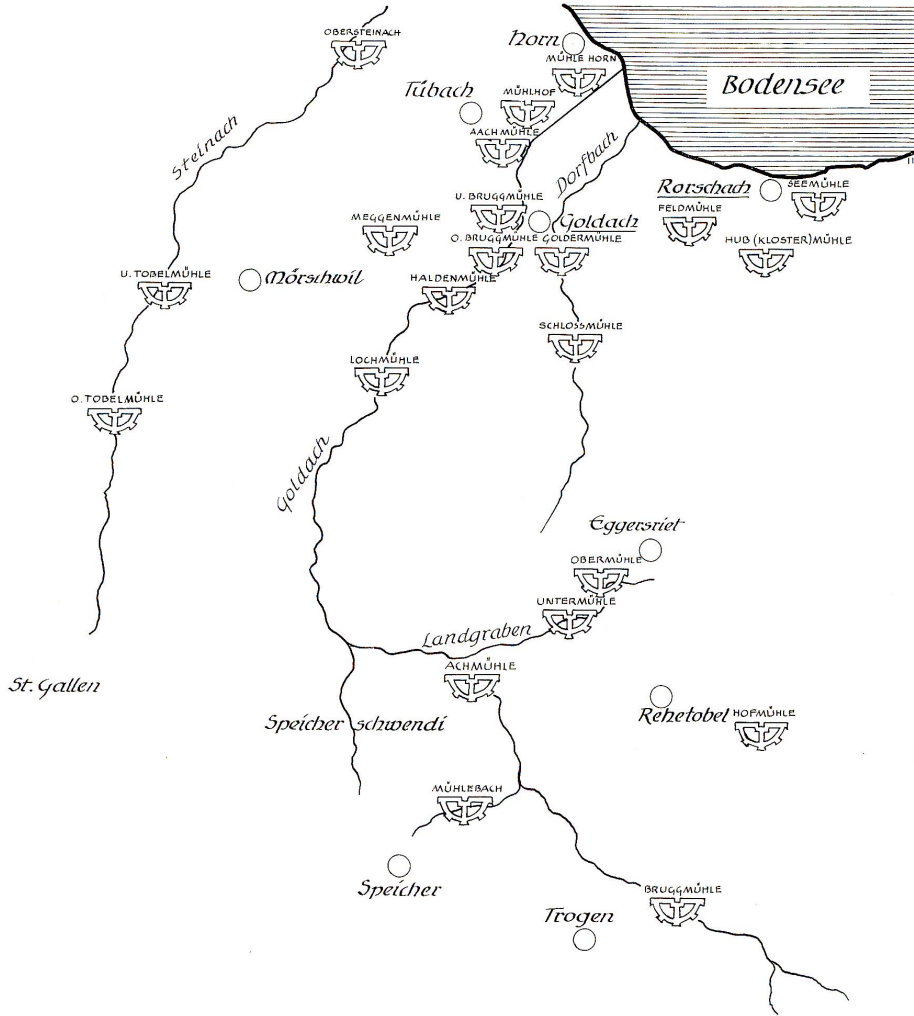 OBERSTEINACH
Horn
MÜHLE HORN
Bodensee
Tübach
MÜHLHOF
AACHMÜHLE
Steinach
Dorfbach
Rorschach
SEEMÜHLE
U. BRUGGMÜHLE
Goldach
FELDMÜHLE
MEGGENMÜHLE
O. BRUGGMÜHLE
GOLDERMÜHLE
HUB (KLOSTER) MÜHLE
U. TOBELMÜHLE
Mörschwil
HALDENMÜHLE
SCHLOSSMÜHLE
LOCHMÜHLE
O. TOBELMÜHLE
Goldach
Eggersriet
OBERMÜHLE
UNTERMÜHLE
Landgraben
ACHMÜHLE
St. Gallen
Speicher schwendi
Rehetobel
HOFMÜHLE
MÜHLEBACH
Speicher
BRUGGMÜHLE
Trogen